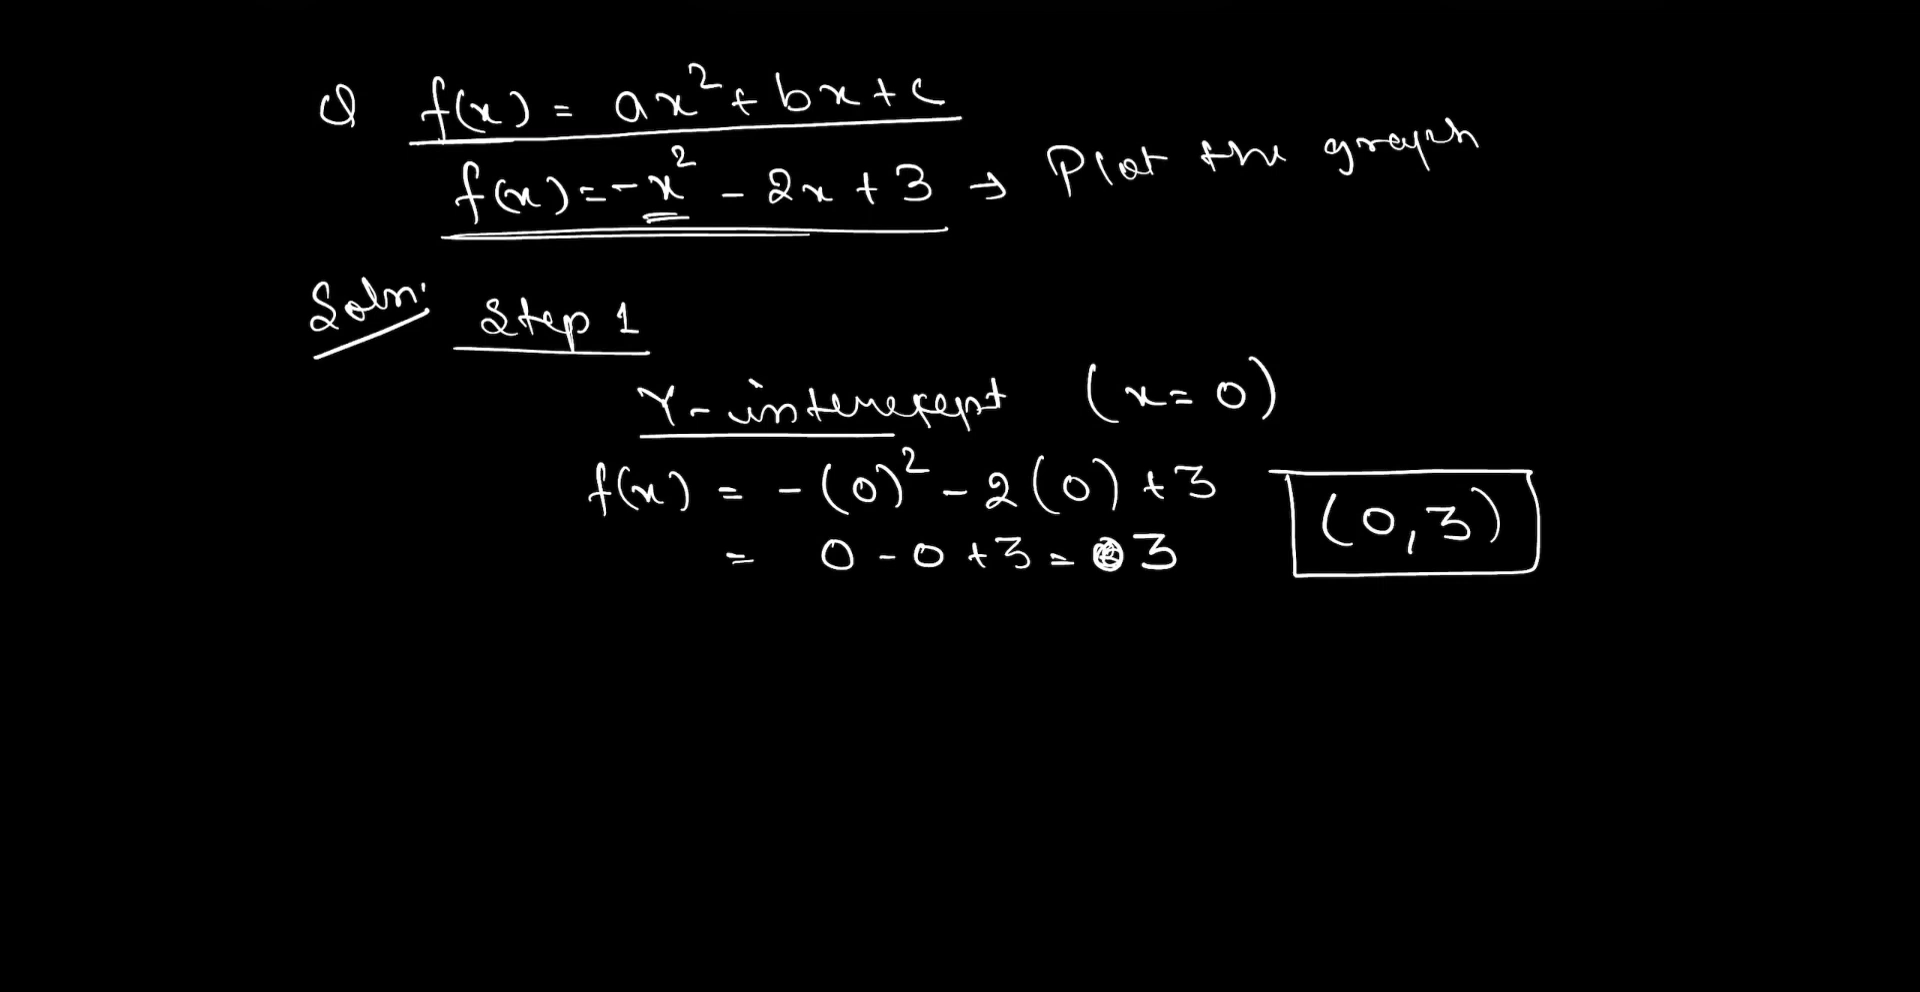 Q f(x) = ax² + bx + c
f(x) = -x² - 2x + 3 → Plot the graph
Soln: Step 1
Y-intercept (x = 0)
f(x) = -(0)² - 2(0) + 3 (0,3)
= 0 - 0 + 3 = 3